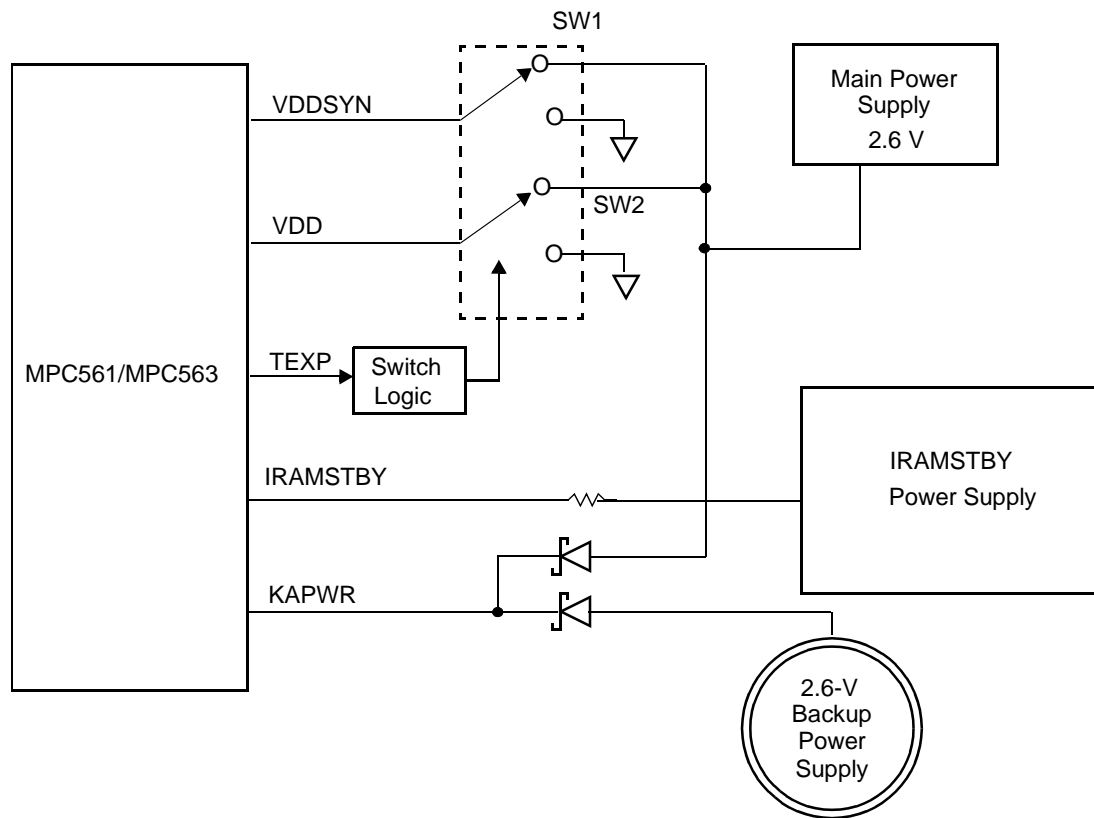 SW1
VDDSYN
Main Power
Supply
2.6 V
SW2
VDD
TEXP
Switch
Logic
MPC561/MPC563
IRAMSTBY
IRAMSTBY
Power Supply
KAPWR
2.6-V
Backup
Power
Supply